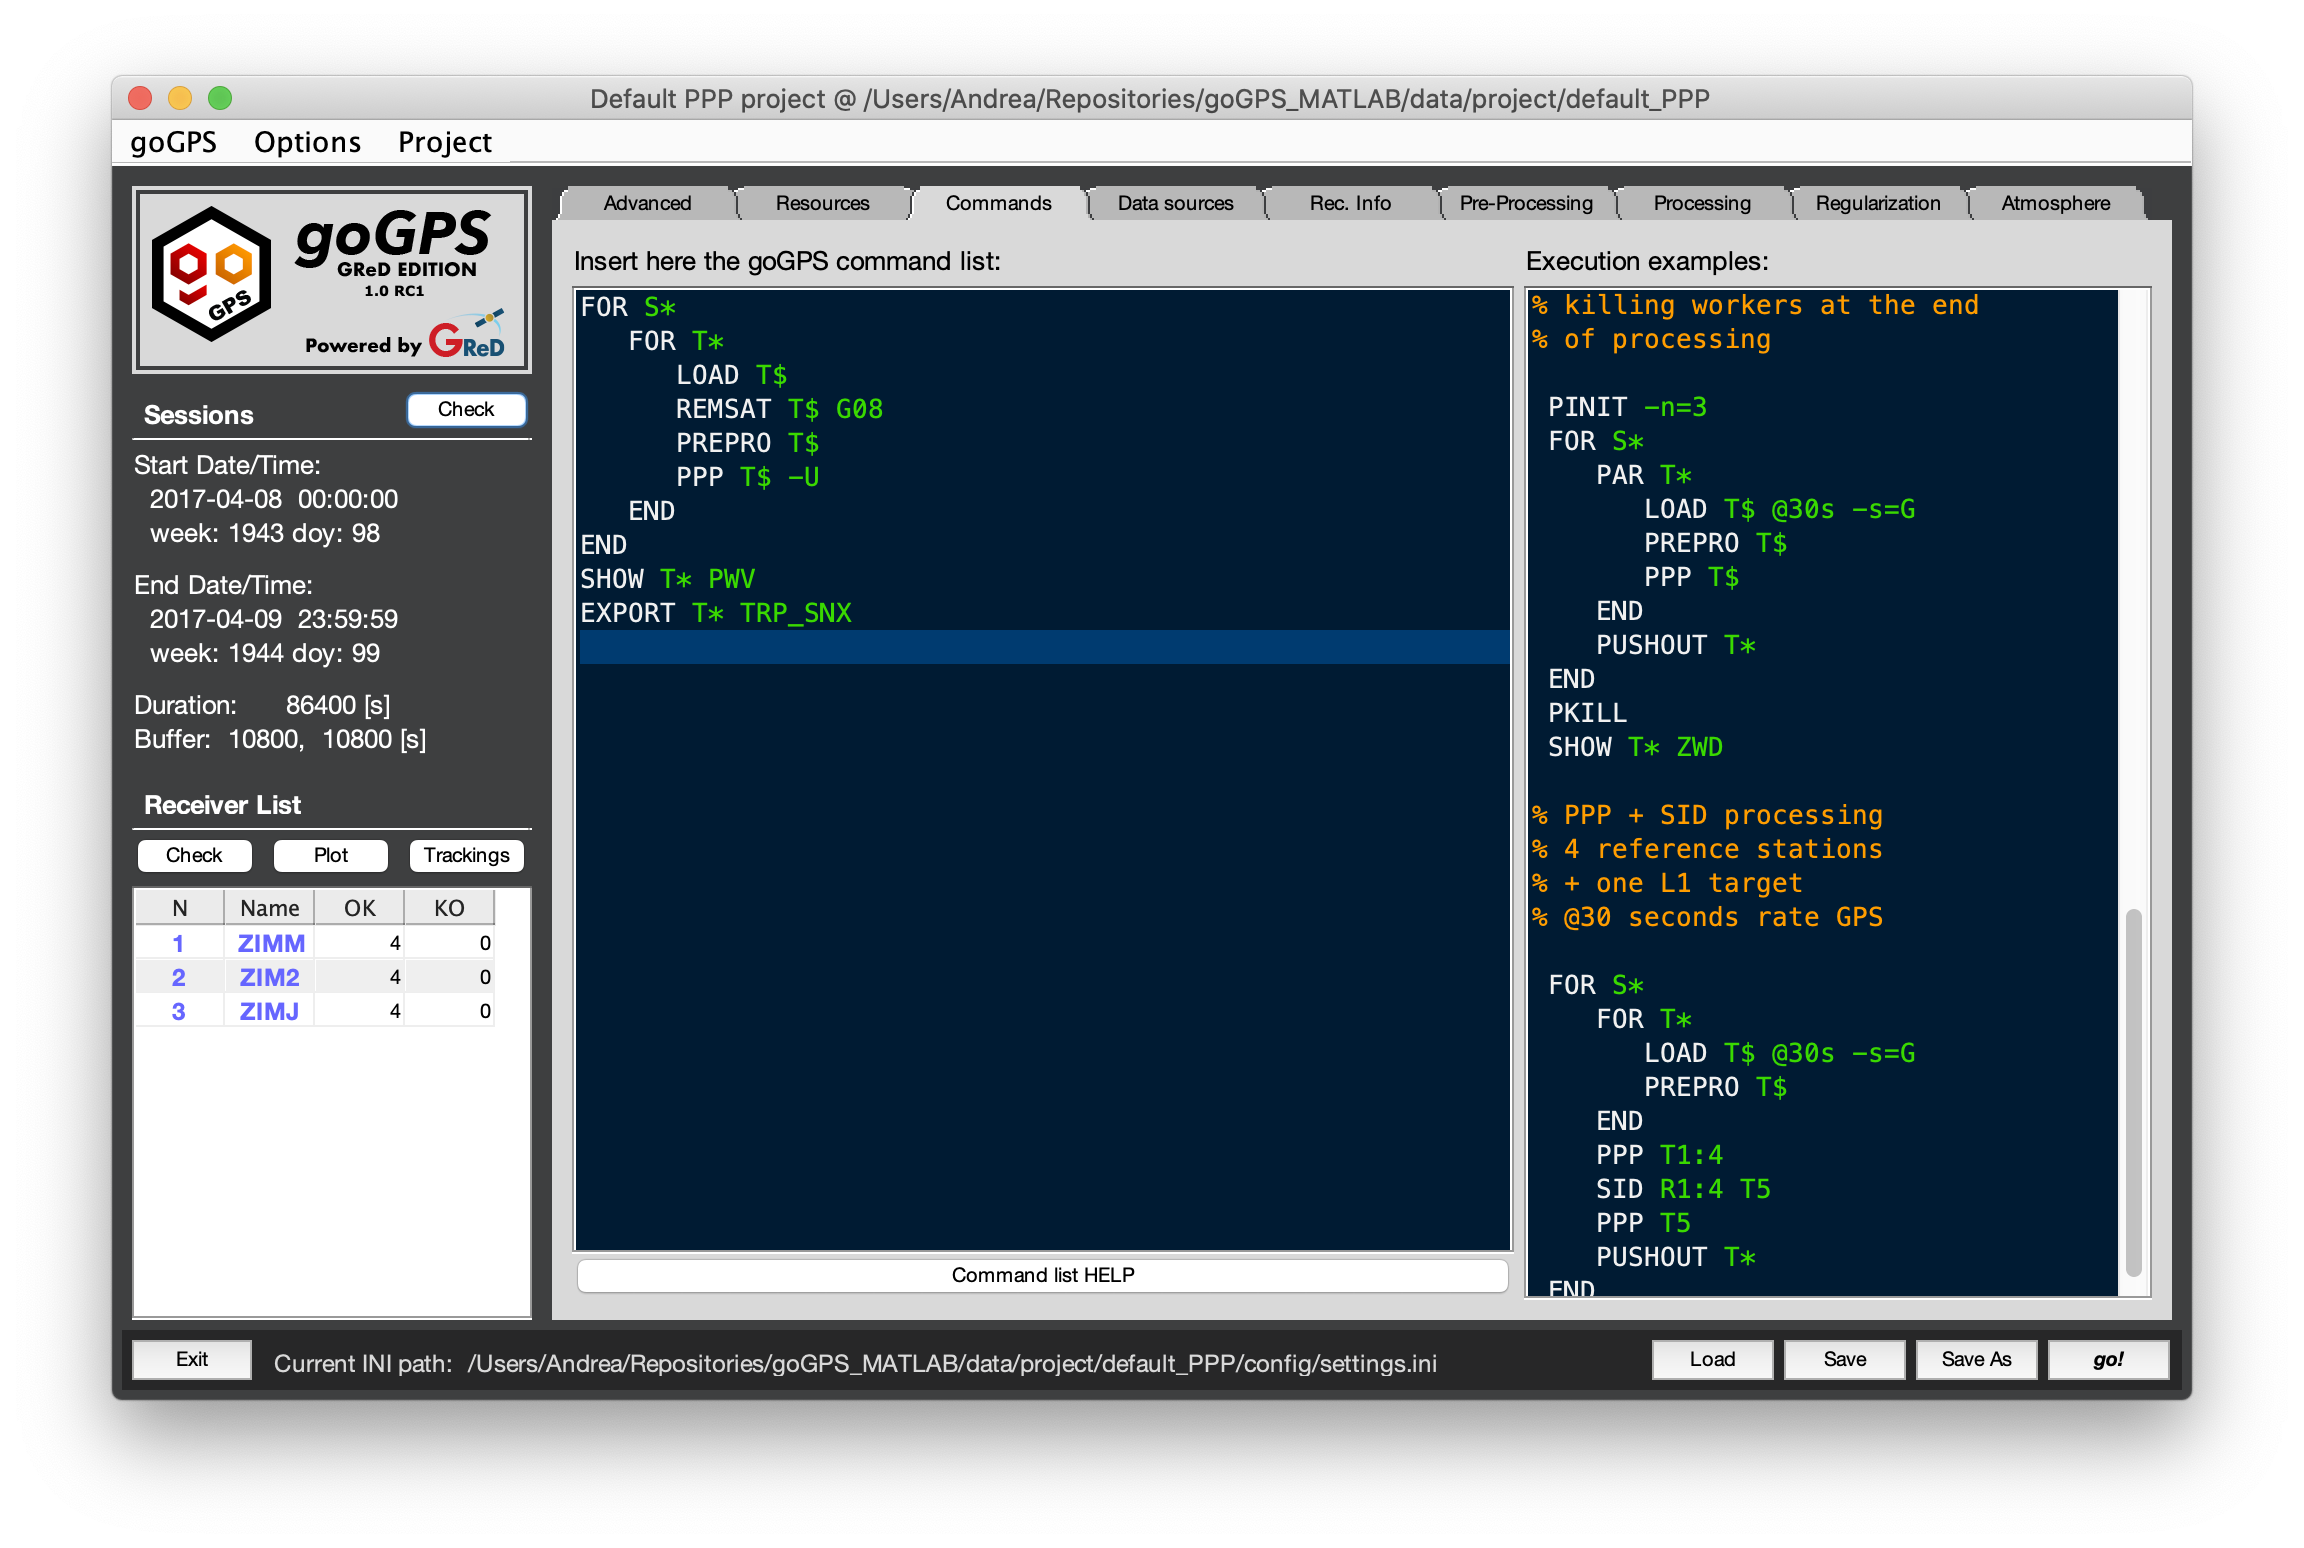 Default PPP project @ /Users/Andrea/Repositories/goGPS_MATLAB/data/project/default_PPP
goGPS Options Project
go GPS
goGPS
GReD EDITION
1.0 RC1
Powered by GReD
Sessions Check
Start Date/Time:
2017-04-08 00:00:00
week: 1943 doy: 98
End Date/Time:
2017-04-09 23:59:59
week: 1944 doy: 99
Duration: 86400 [s]
Buffer: 10800, 10800 [s]
Receiver List
Check Plot Trackings
N Name OK KO
1 ZIMM 4 0
2 ZIM2 4 0
3 ZIMJ 4 0
Advanced Resources Commands Data sources Rec. Info Pre-Processing Processing Regularization Atmosphere
Insert here the goGPS command list:
FOR S*
FOR T*
LOAD T$
REMSAT T$ G08
PREPRO T$
PPP T$ -U
END
END
SHOW T* PWV
EXPORT T* TRP_SNX
Command list HELP
Execution examples:
% killing workers at the end
% of processing
PINIT -n=3
FOR S*
PAR T*
LOAD T$ @30s -s=G
PREPRO T$
PPP T$
END
PUSHOUT T*
END
PKILL
SHOW T* ZWD
% PPP + SID processing
% 4 reference stations
% + one L1 target
% @30 seconds rate GPS
FOR S*
FOR T*
LOAD T$ @30s -s=G
PREPRO T$
END
PPP T1:4
SID R1:4 T5
PPP T5
PUSHOUT T*
END
Exit Current INI path: /Users/Andrea/Repositories/goGPS_MATLAB/data/project/default_PPP/config/settings.ini Load Save Save As go!